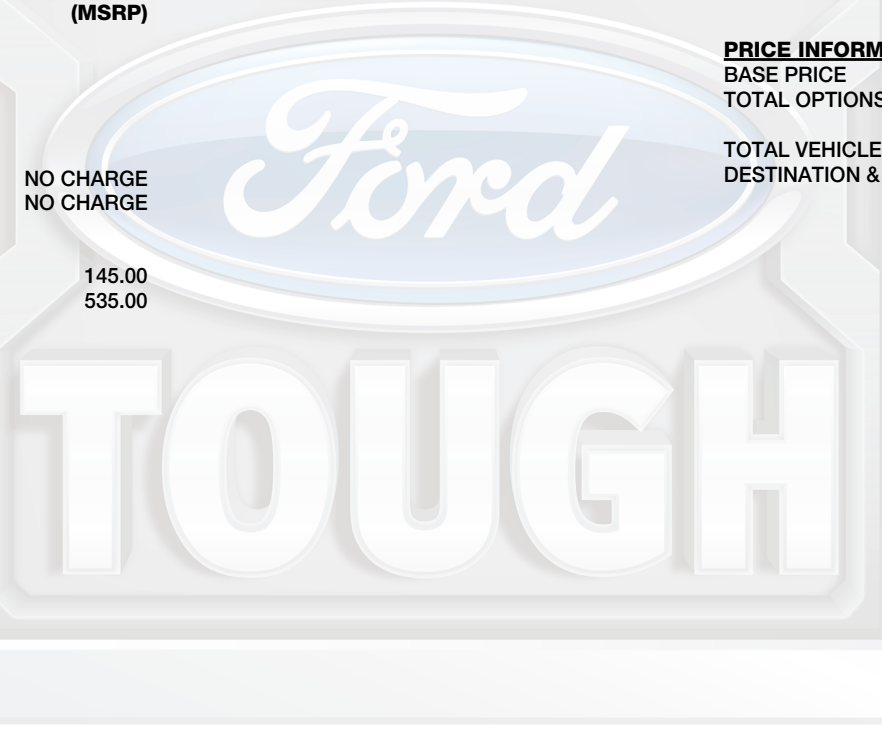 (MSRP)
NO CHARGE
NO CHARGE
145.00
535.00
PRICE INFORM
BASE PRICE
TOTAL OPTIONS
TOTAL VEHICLE
DESTINATION &
Ford
TOUGH